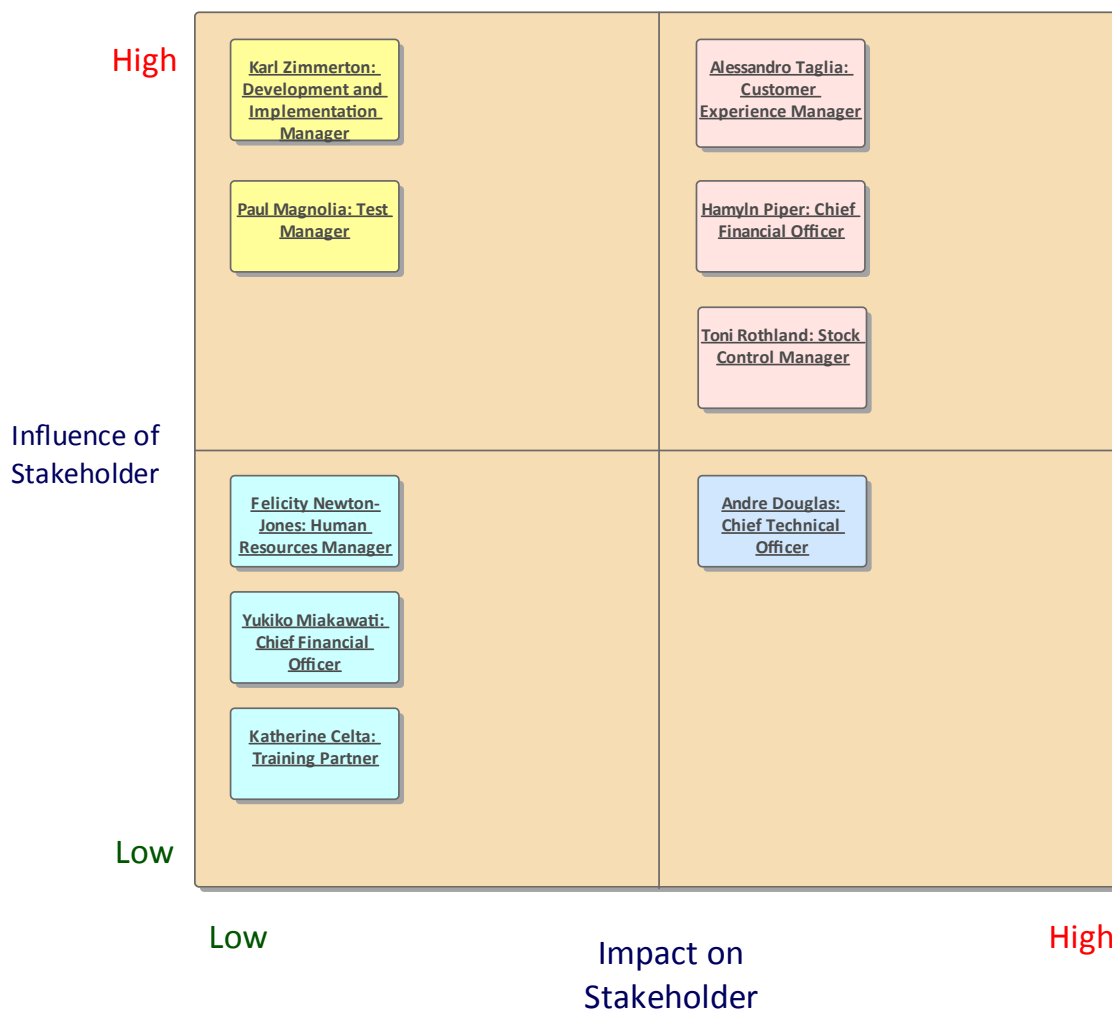 High
Karl Zimmerton:
Development and
Implementation
Manager
Alessandro Taglia:
Customer
Experience Manager
Paul Magnolia: Test
Manager
Hamyln Piper: Chief
Financial Officer
Toni Rothland: Stock
Control Manager
Influence of
Stakeholder
Felicity Newton-
Jones: Human
Resources Manager
Andre Douglas:
Chief Technical
Officer
Yukiko Miakawati:
Chief Financial
Officer
Katherine Celta:
Training Partner
Low
Low
Impact on
Stakeholder
High